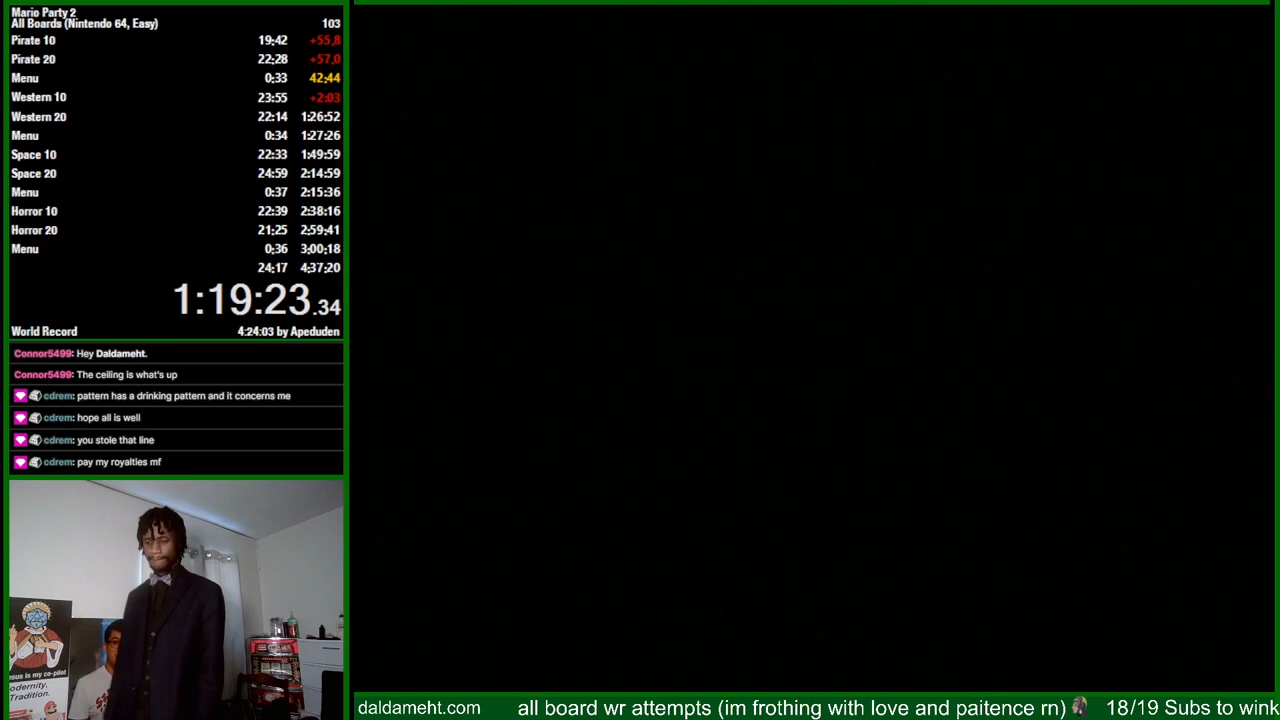 Mario Party 2
All Boards (Nintendo 64, Easy) 103
Pirate 10 19:42 +55.8
Pirate 20 22:28 +57.0
Menu 0:33 42:44
Western 10 23:55 +2:03
Western 20 22:14 1:26:52
Menu 0:34 1:27:26
Space 10 22:33 1:49:59
Space 20 24:59 2:14:59
Menu 0:37 2:15:36
Horror 10 22:39 2:38:16
Horror 20 21:25 2:59:41
Menu 0:36 3:00:18
24:17 4:37:20
1:19:23.34
World Record 4:24:03 by Apeduden
Connor5499: Hey Daldameht.
Connor5499: The ceiling is what's up
cdrem: pattern has a drinking pattern and it concerns me
cdrem: hope all is well
cdrem: you stole that line
cdrem: pay my royalties mf
Jesus is my co-pilot
Modernity,
Tradition.
daldameht.com all board wr attempts (im frothing with love and paitence rn) 18/19 Subs to wink